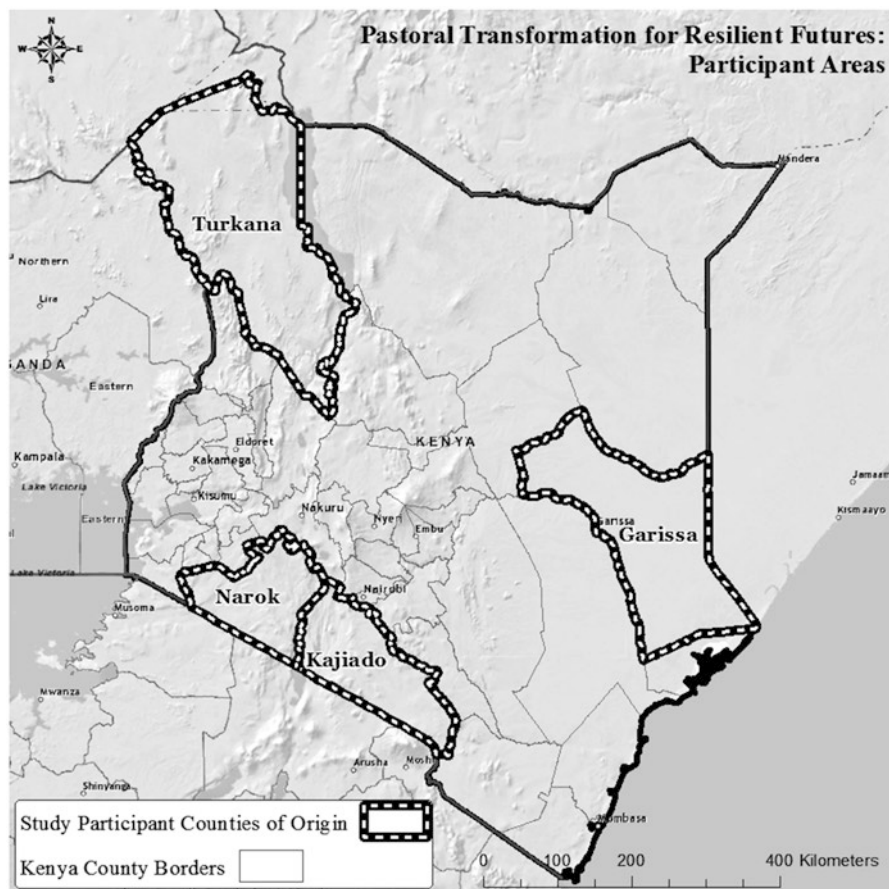 Pastoral Transformation for Resilient Futures:
Participant Areas
N
W E
S
Mandera
Turkana
Northern
Lira
ANDA
Eastern
KENYA
Eldoret
Kakamega
Kampala
Lake Victoria
Kisumu
Jamaam
Kismaayo
Eastern
Nakuru
Nyeri
Embu
Garissa
Garissa
Lake Victoria
Narok
Nairobi
Musoma
Kajiado
Mwanza
Arusha
Moshi
Shinyanga
Mombasa
Study Participant Counties of Origin
Kenya County Borders
0 100 200 400 Kilometers